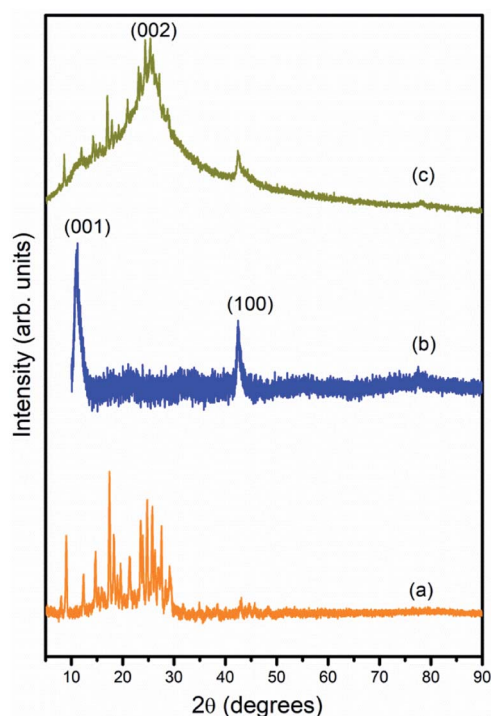 (002)
(c)
(001)
(100)
(b)
(a)
Intensity (arb. units)
10 20 30 40 50 60 70 80 90
2θ (degrees)